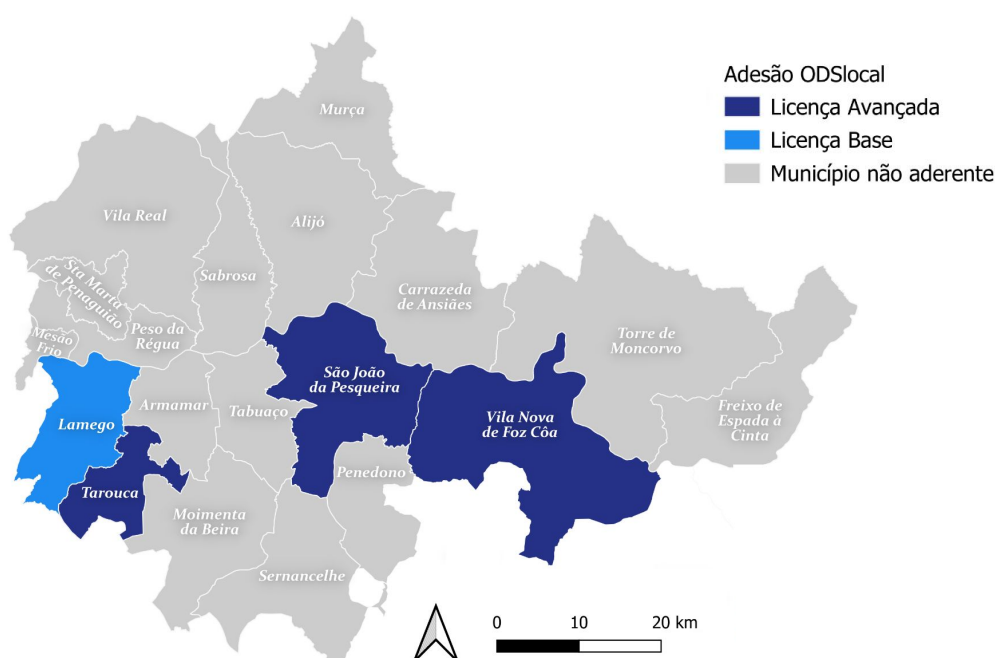 Adesão ODSlocal
Licença Avançada
Licença Base
Município não aderente
Murça
Vila Real
Alijó
Sabrosa
Sta Marta
de Penaguião
Carrazeda
de Ansiães
Mesão
Frio
Peso da
Régua
Torre de
Moncorvo
São João
da Pesqueira
Freixo de
Espada à
Cinta
Lamego
Armamar
Tabuaço
Vila Nova
de Foz Côa
Penedono
Tarouca
Moimenta
da Beira
Sernancelhe
0 10 20 km